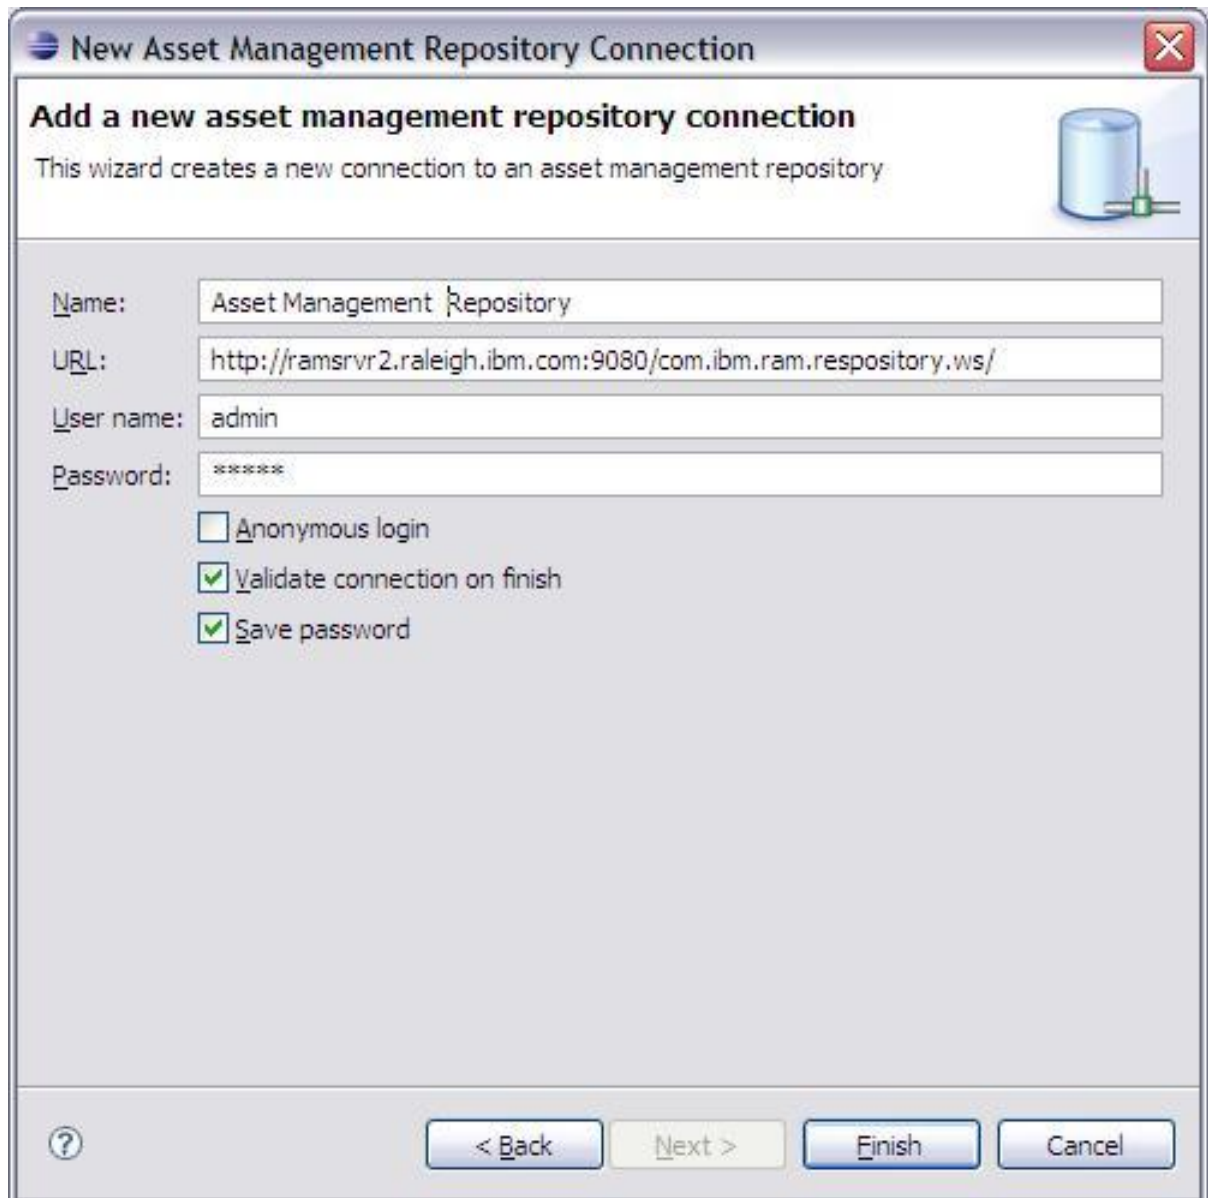 New Asset Management Repository Connection
Add a new asset management repository connection
This wizard creates a new connection to an asset management repository
Name: Asset Management  Repository
URL: http://ramsrvr2.raleigh.ibm.com:9080/com.ibm.ram.respository.ws/
User name: admin
Password: *****
Anonymous login
Validate connection on finish
Save password
? < Back Next > Finish Cancel